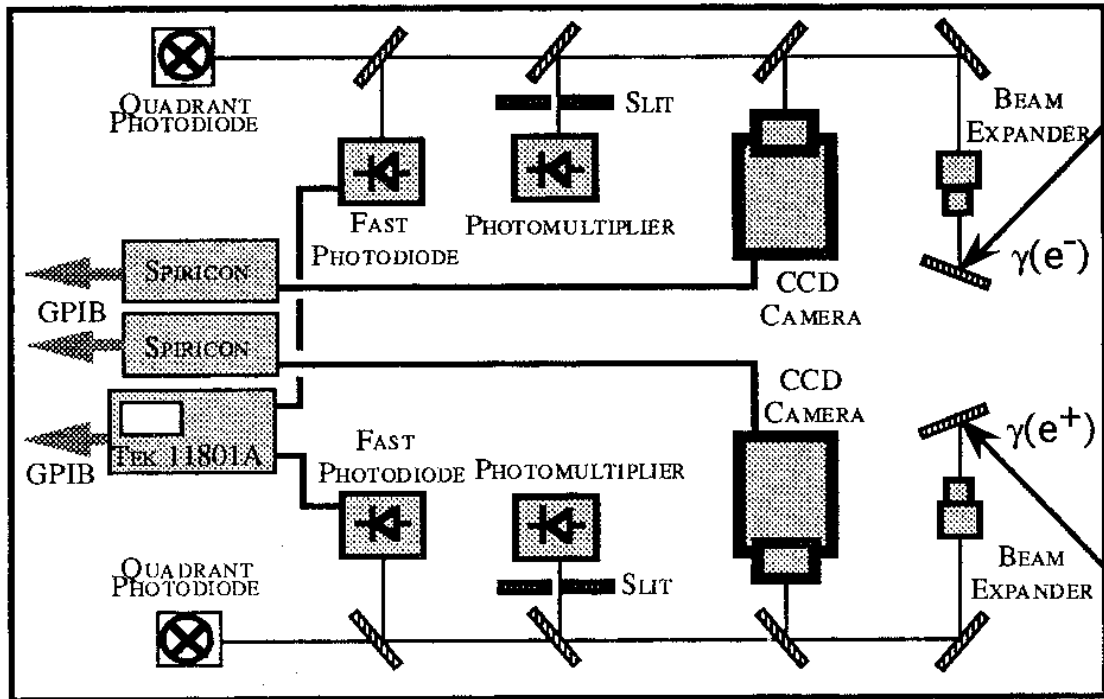 QUADRANT
PHOTODIODE
SLIT
BEAM
EXPANDER
FAST
PHOTODIODE
PHOTOMULTIPLIER
γ(e⁻)
SPIRICON
GPIB
CCD
CAMERA
SPIRICON
CCD
CAMERA
TEK 11801A
GPIB
FAST
PHOTODIODE
PHOTOMULTIPLIER
γ(e⁺)
QUADRANT
PHOTODIODE
SLIT
BEAM
EXPANDER